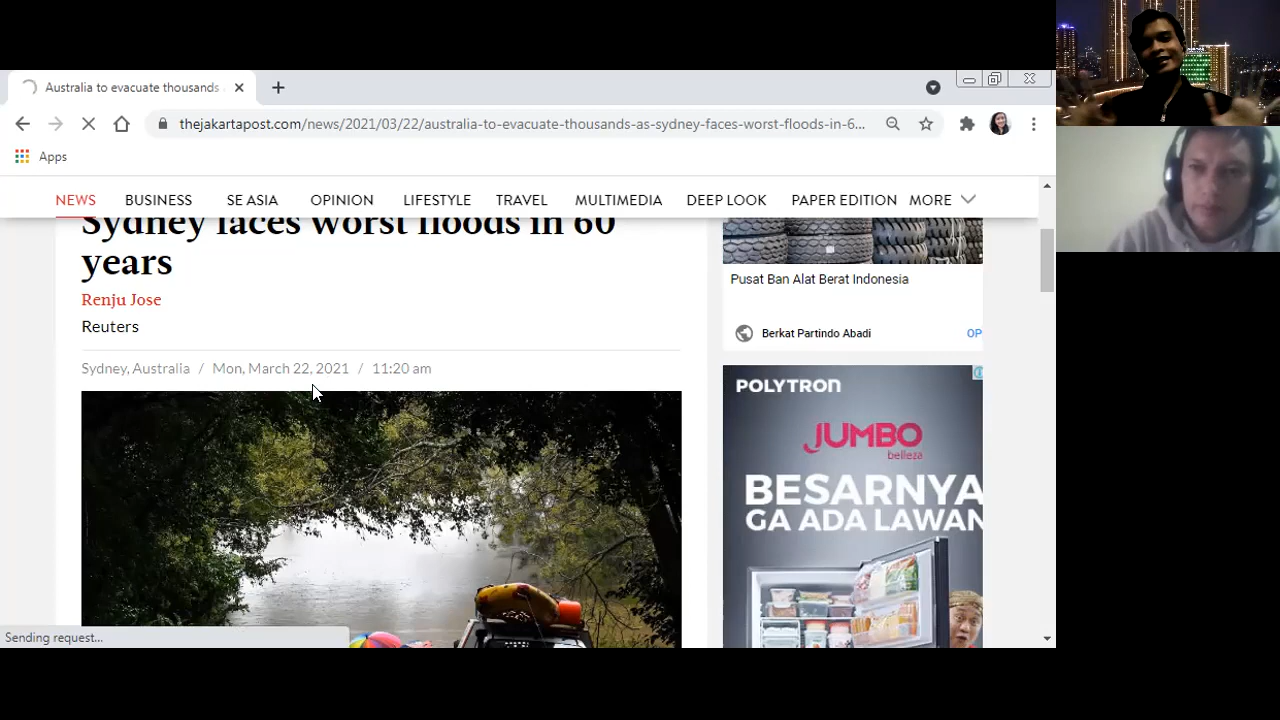 Australia to evacuate thousands
thejakartapost.com/news/2021/03/22/australia-to-evacuate-thousands-as-sydney-faces-worst-floods-in-6...
Apps
NEWS BUSINESS SE ASIA OPINION LIFESTYLE TRAVEL MULTIMEDIA DEEP LOOK PAPER EDITION MORE
Sydney faces worst floods in 60
years
Renju Jose
Reuters
Sydney, Australia / Mon, March 22, 2021 / 11:20 am
Pusat Ban Alat Berat Indonesia
Berkat Partindo Abadi OP
POLYTRON
JUMBO
belleza
BESARNYA
GA ADA LAWAN
Sending request...